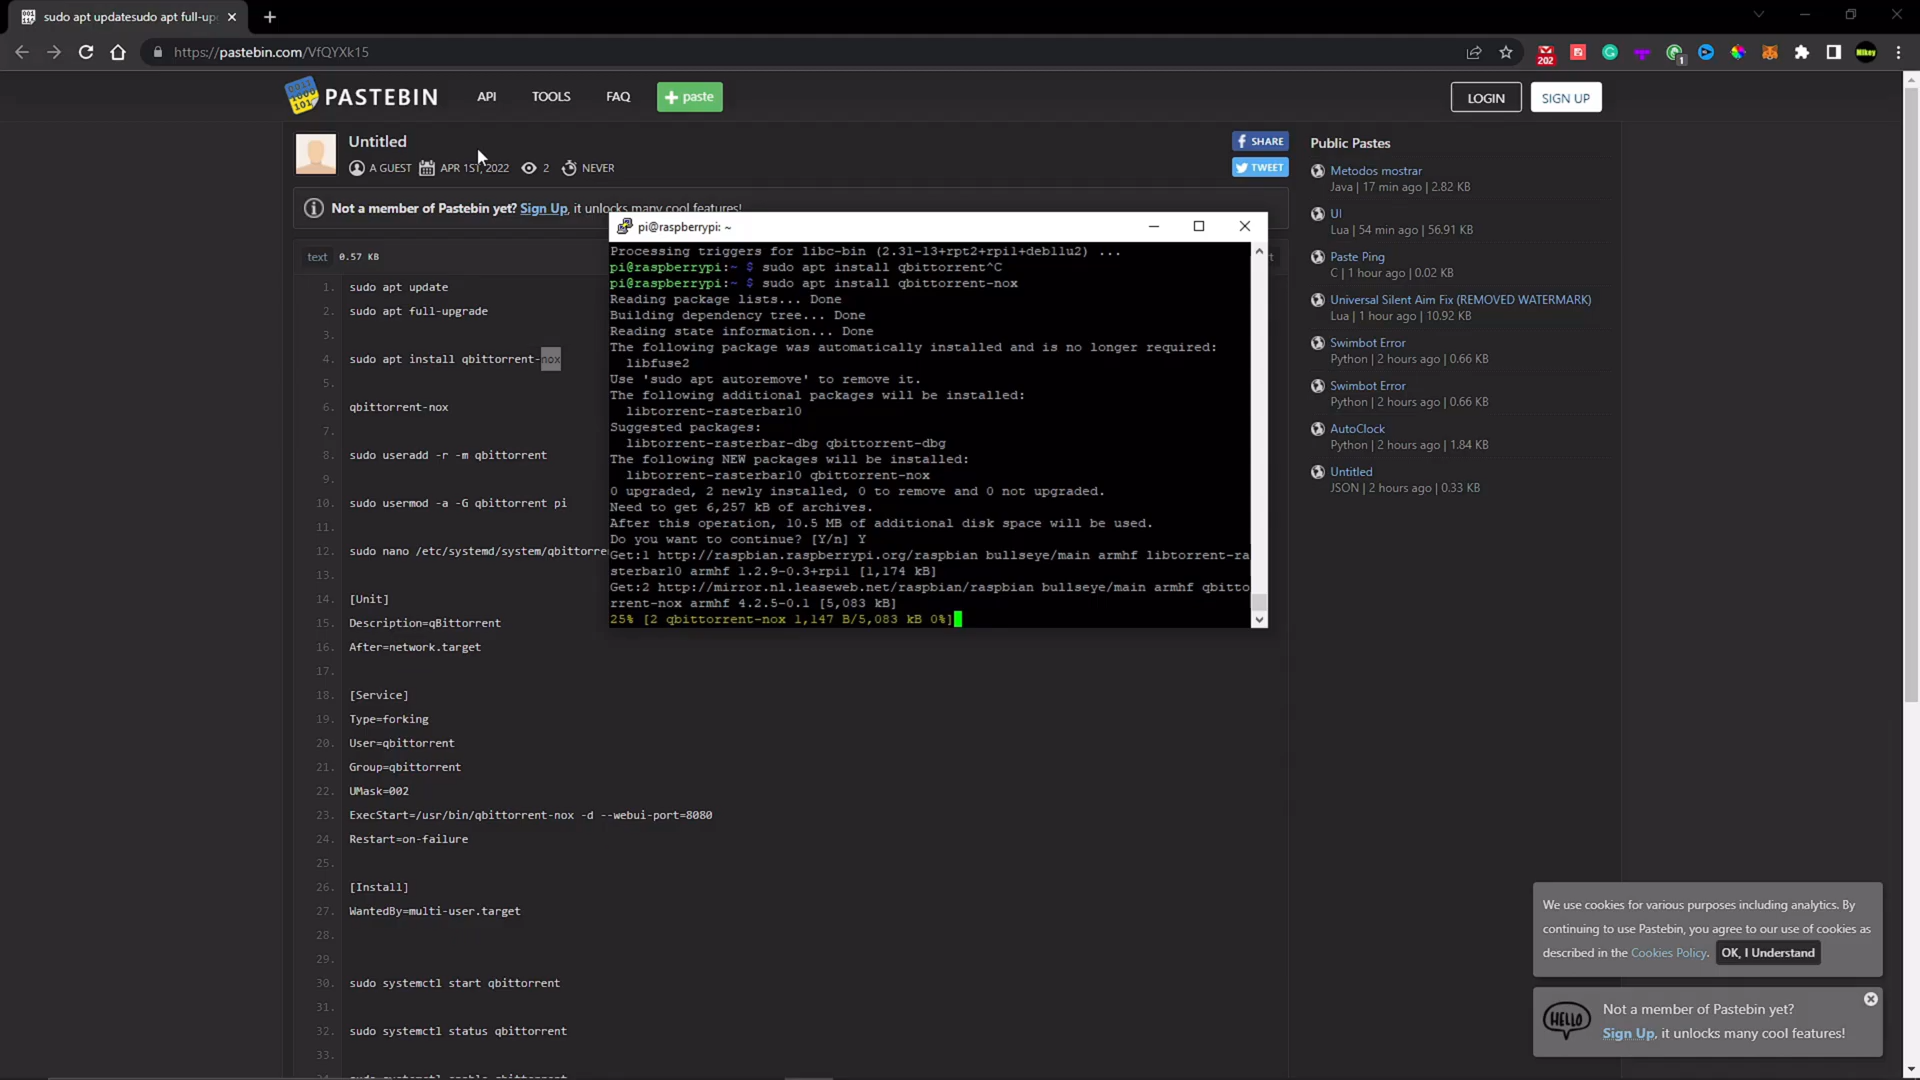 sudo apt updatesudo apt full-up
https://pastebin.com/VfQYXk15
202
1
Mikey
PASTEBIN
API
TOOLS
FAQ
paste
LOGIN
SIGN UP
Untitled
A GUEST
APR 1ST, 2022
2
NEVER
SHARE
TWEET
Not a member of Pastebin yet? Sign Up, it unlocks many cool features!
text 0.57 KB
1. sudo apt update
2. sudo apt full-upgrade
3.
4. sudo apt install qbittorrent-nox
5.
6. qbittorrent-nox
7.
8. sudo useradd -r -m qbittorrent
9.
10. sudo usermod -a -G qbittorrent pi
11.
12. sudo nano /etc/systemd/system/qbittorre
13.
14. [Unit]
15. Description=qBittorrent
16. After=network.target
17.
18. [Service]
19. Type=forking
20. User=qbittorrent
21. Group=qbittorrent
22. UMask=002
23. ExecStart=/usr/bin/qbittorrent-nox -d --webui-port=8080
24. Restart=on-failure
25.
26. [Install]
27. WantedBy=multi-user.target
28.
29.
30. sudo systemctl start qbittorrent
31.
32. sudo systemctl status qbittorrent
33.
pi@raspberrypi: ~
Processing triggers for libc-bin (2.31-13+rpt2+rpi1+deb11u2) ...
pi@raspberrypi:~ $ sudo apt install qbittorrent^C
pi@raspberrypi:~ $ sudo apt install qbittorrent-nox
Reading package lists... Done
Building dependency tree... Done
Reading state information... Done
The following package was automatically installed and is no longer required:
libfuse2
Use 'sudo apt autoremove' to remove it.
The following additional packages will be installed:
libtorrent-rasterbar10
Suggested packages:
libtorrent-rasterbar-dbg qbittorrent-dbg
The following NEW packages will be installed:
libtorrent-rasterbar10 qbittorrent-nox
0 upgraded, 2 newly installed, 0 to remove and 0 not upgraded.
Need to get 6,257 kB of archives.
After this operation, 10.5 MB of additional disk space will be used.
Do you want to continue? [Y/n] Y
Get:1 http://raspbian.raspberrypi.org/raspbian bullseye/main armhf libtorrent-ra
sterbar10 armhf 1.2.9-0.3+rpi1 [1,174 kB]
Get:2 http://mirror.nl.leaseweb.net/raspbian/raspbian bullseye/main armhf qbitto
rrent-nox armhf 4.2.5-0.1 [5,083 kB]
25% [2 qbittorrent-nox 1,147 B/5,083 kB 0%]
Public Pastes
Metodos mostrar
Java | 17 min ago | 2.82 KB
UI
Lua | 54 min ago | 56.91 KB
Paste Ping
C | 1 hour ago | 0.02 KB
Universal Silent Aim Fix (REMOVED WATERMARK)
Lua | 1 hour ago | 10.92 KB
Swimbot Error
Python | 2 hours ago | 0.66 KB
Swimbot Error
Python | 2 hours ago | 0.66 KB
AutoClock
Python | 2 hours ago | 1.84 KB
Untitled
JSON | 2 hours ago | 0.33 KB
We use cookies for various purposes including analytics. By
continuing to use Pastebin, you agree to our use of cookies as
described in the Cookies Policy. OK, I Understand
HELLO
Not a member of Pastebin yet?
Sign Up, it unlocks many cool features!